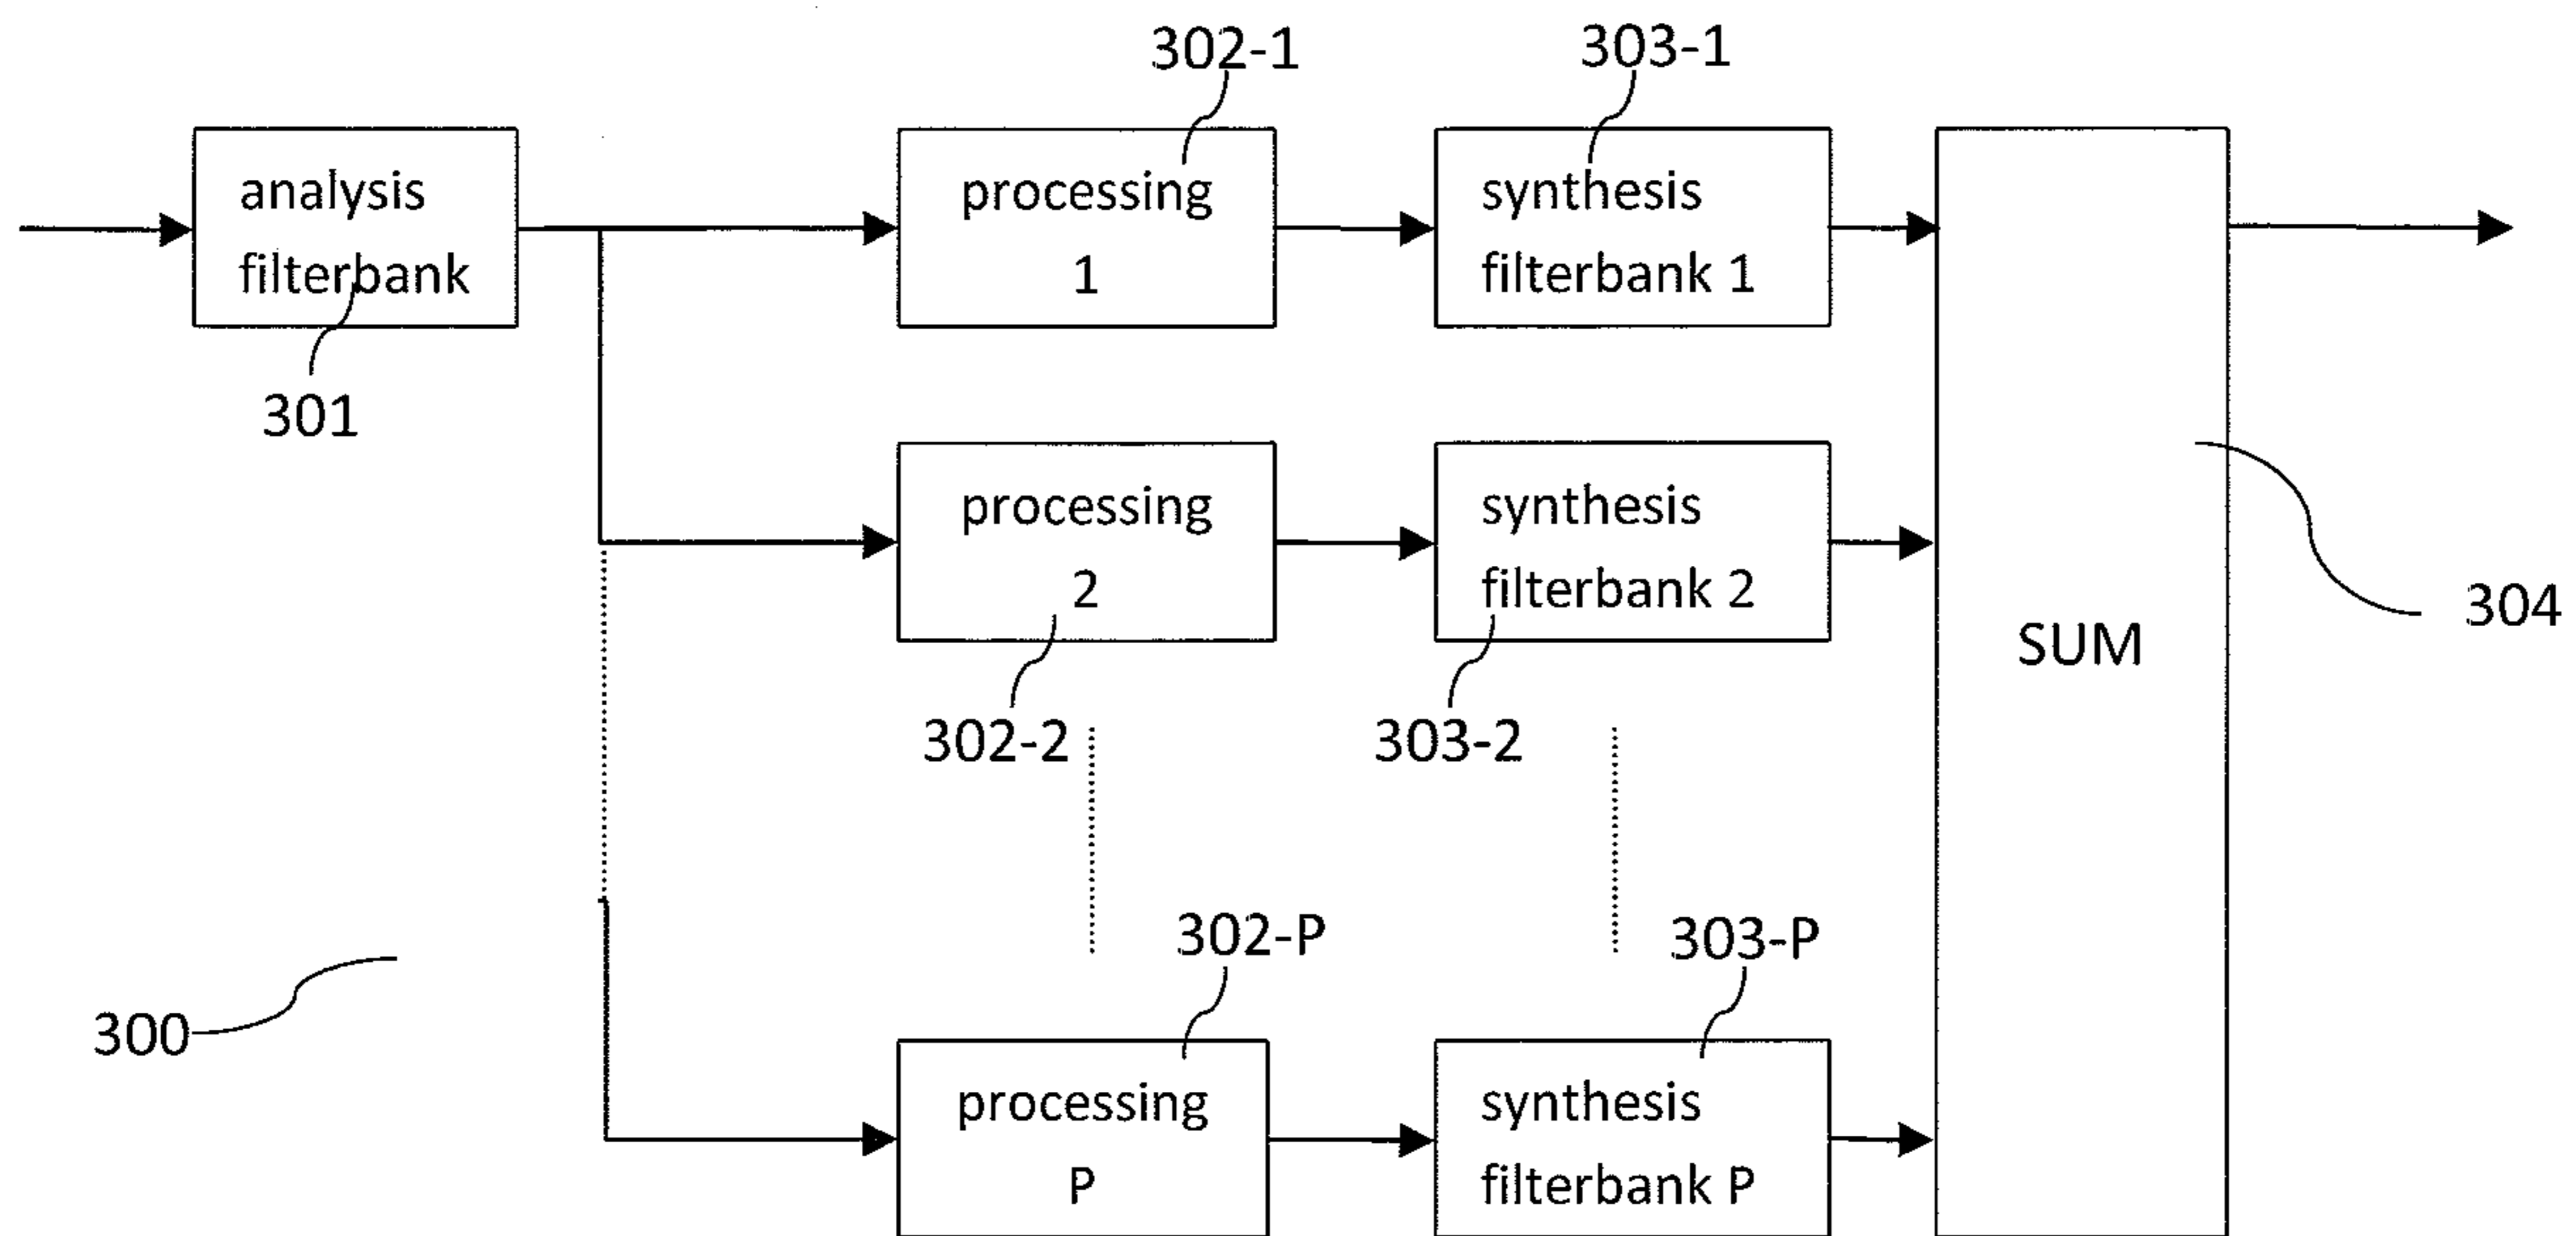 302-1
303-1
analysis
filterbank
301
processing
1
synthesis
filterbank 1
processing
2
302-2
synthesis
filterbank 2
303-2
SUM
304
302-P
303-P
300
processing
P
synthesis
filterbank P